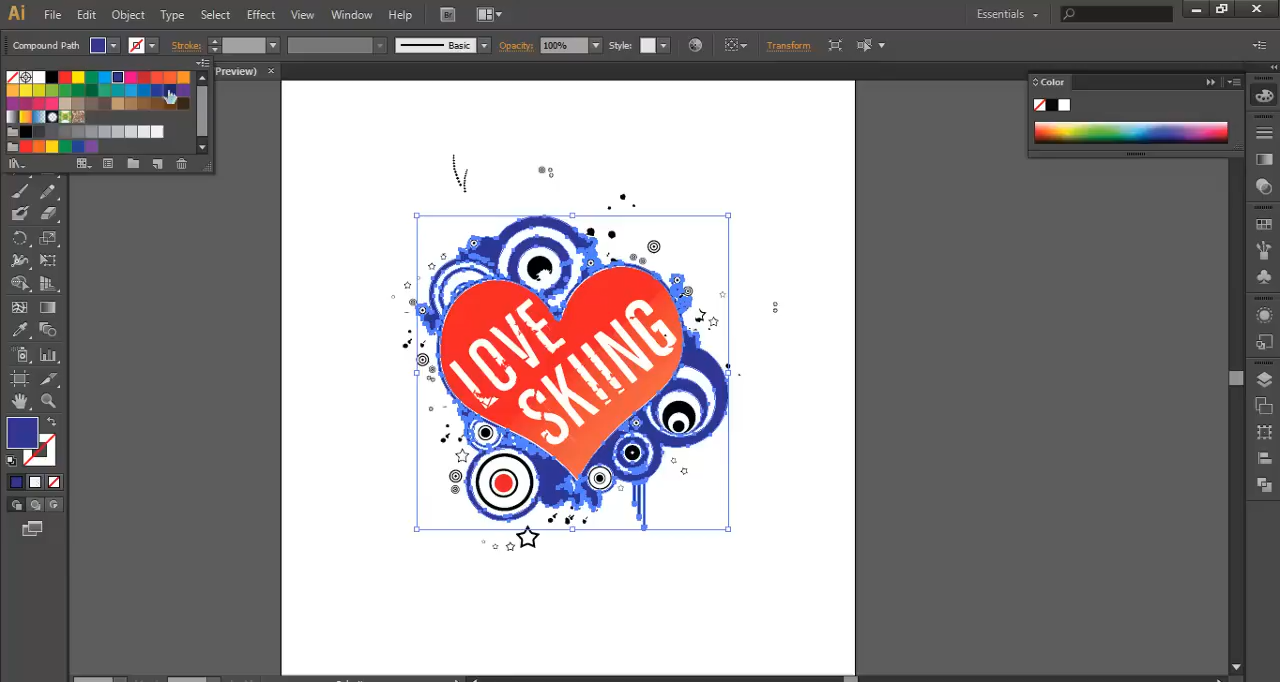 Ai File Edit Object Type Select Effect View Window Help Br Essentials
Compound Path Stroke: Basic Opacity: 100% Style: Transform
Preview)
Color
LOVE
SKIING